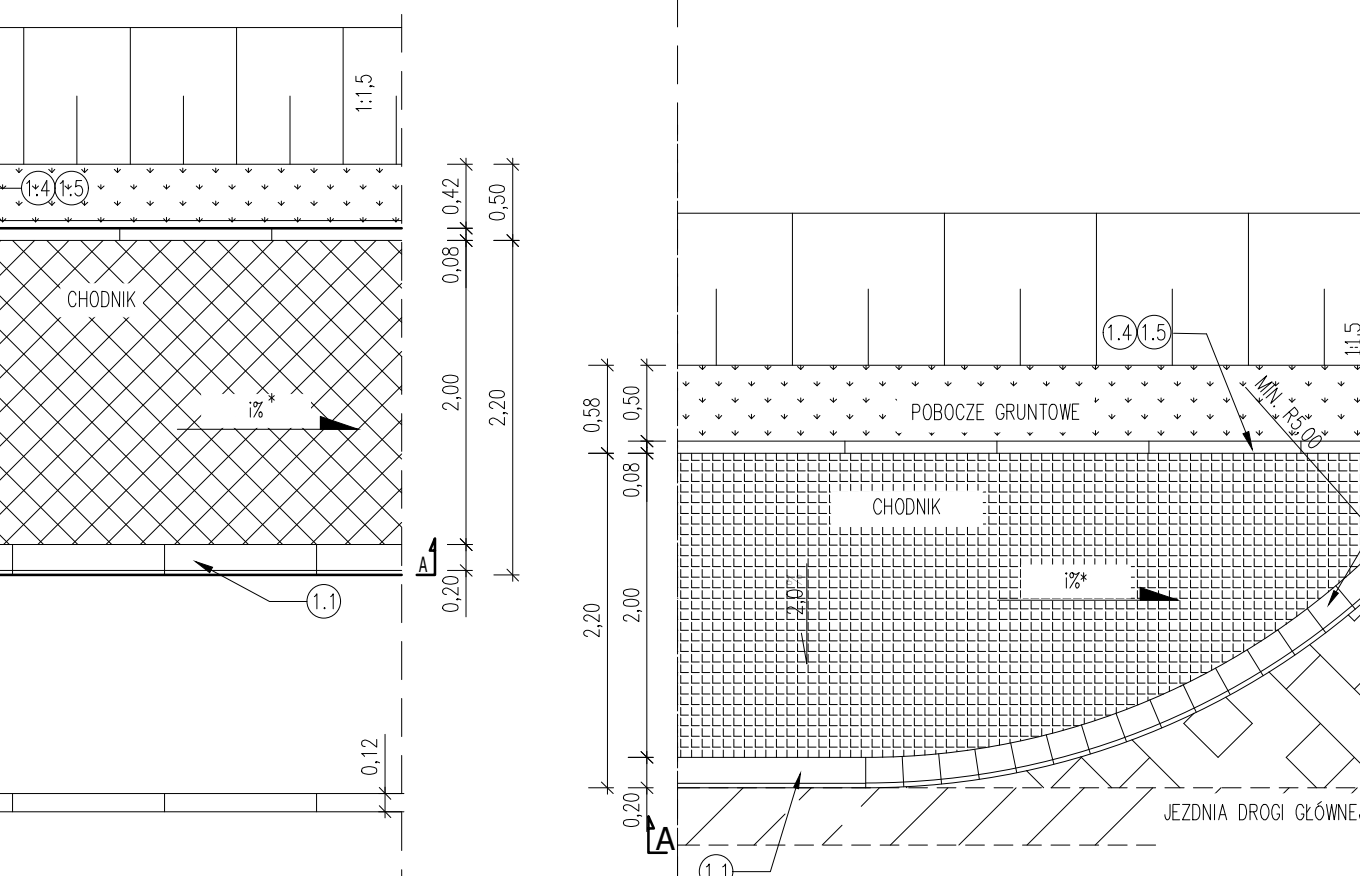 1:1,5
1.4 1.5
0,42
0,50
0,08
CHODNIK
2,00
2,20
i%*
A
0,20
1.1
0,12
1:1,5
1.4 1.5
MIN. R5,00
0,58
0,50
POBOCZE GRUNTOWE
0,08
CHODNIK
2,0%
i%*
2,20
2,00
0,20
A
JEZDNIA DROGI GŁÓWNEJ
1.1